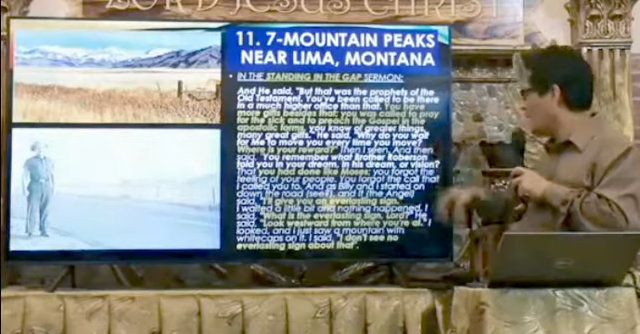 LORD JESUS CHRIST
11. 7-MOUNTAIN PEAKS
NEAR LIMA, MONTANA
• IN THE STANDING IN THE GAP SERMON:
And He said, "But that was the prophets of the
Old Testament. You've been called to be there
in a much higher office than that. You have
more gifts besides that; you was called to pray
for the sick and to preach the Gospel in the
apostolic forms, you know of greater things,
many great gifts." He said, "Why do you wait
for Me to move you every time you move?
Where is your reward?" Then I seen. And then
said, "You remember what Brother Roberson
told you in your dream, in his dream, or vision?
That you had done like Moses; you forgot the
feeling of your people. You forgot the call that
I called you to. And as Billy and I started on
down the road (see?), and it (the Angel)
said, "I'll give you an everlasting sign."
I waited a little bit and nothing happened. I
said, "What is the everlasting sign, Lord?" He
said, "Look westward from where you're at." I
looked, and I just saw a mountain with
whitecaps on it. I said, "I don't see no
everlasting sign about that".